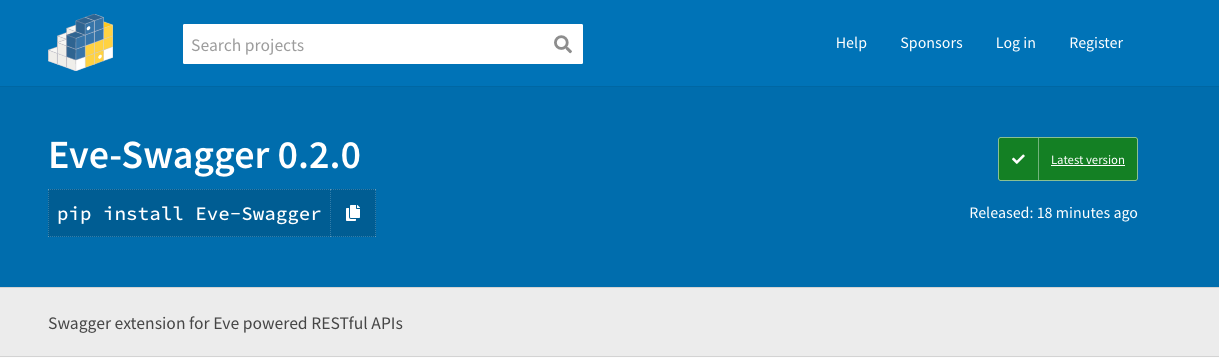 Search projects
Help
Sponsors
Log in
Register
Eve-Swagger 0.2.0
Latest version
pip install Eve-Swagger
Released: 18 minutes ago
Swagger extension for Eve powered RESTful APIs